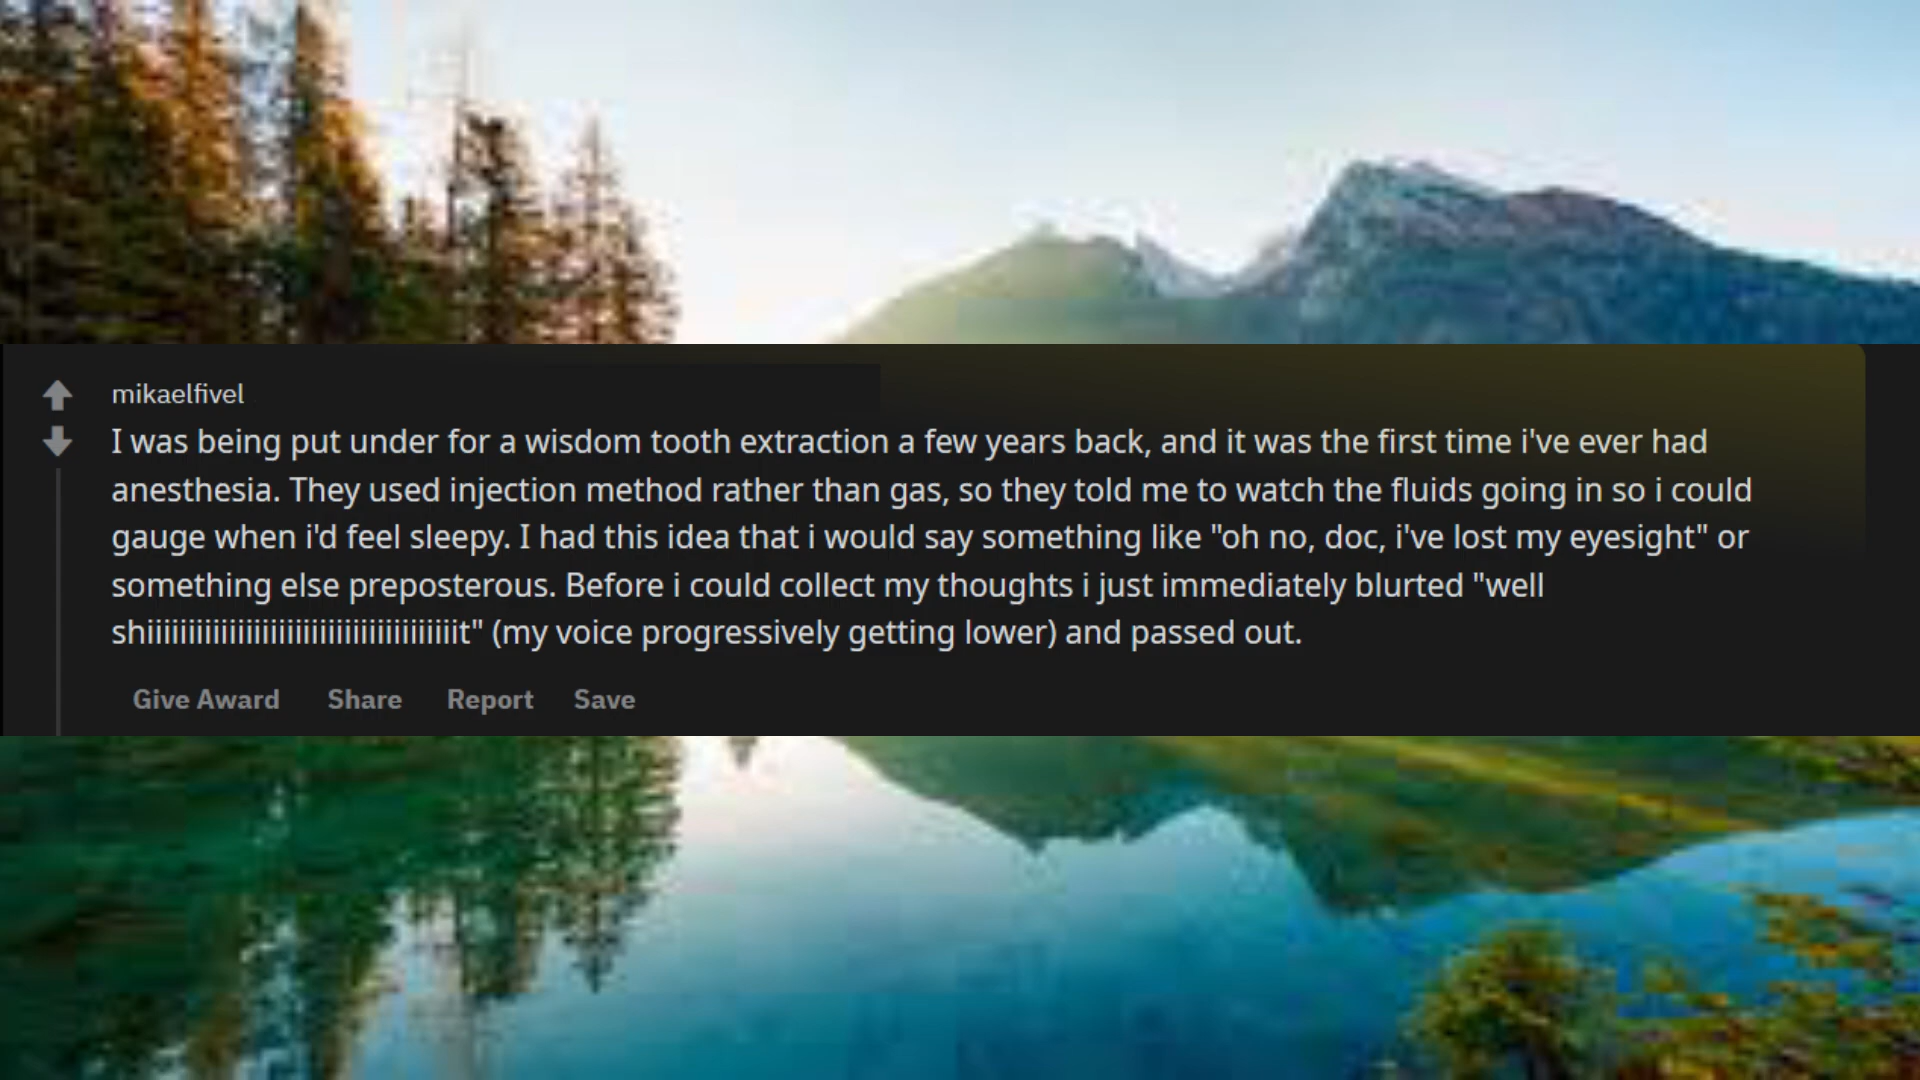 mikaelfivel
I was being put under for a wisdom tooth extraction a few years back, and it was the first time i've ever had
anesthesia. They used injection method rather than gas, so they told me to watch the fluids going in so i could
gauge when i'd feel sleepy. I had this idea that i would say something like "oh no, doc, i've lost my eyesight" or
something else preposterous. Before i could collect my thoughts i just immediately blurted "well
shiiiiiiiiiiiiiiiiiiiiiiiiiiiiiiiiiiiiiit" (my voice progressively getting lower) and passed out.
Give Award Share Report Save